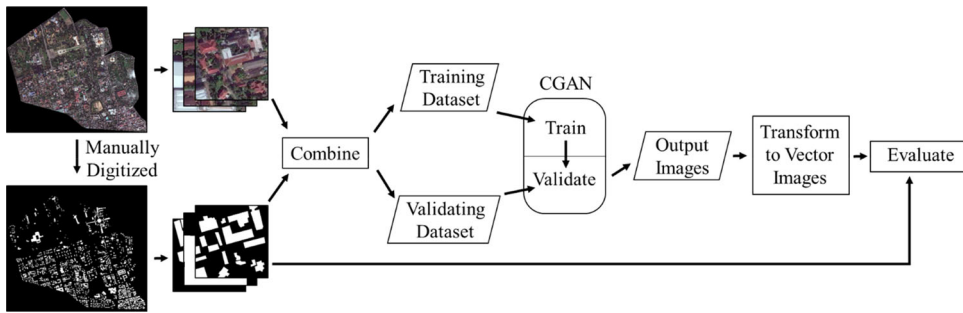 Manually
Digitized
Combine
Training
Dataset
Validating
Dataset
CGAN
Train
Validate
Output
Images
Transform
to Vector
Images
Evaluate